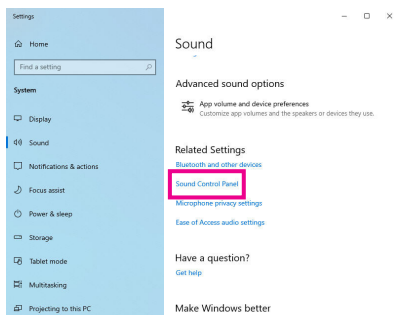 Settings
Home
Find a setting
System
Display
Sound
Notifications & actions
Focus assist
Power & sleep
Storage
Tablet mode
Multitasking
Projecting to this PC
Sound
Advanced sound options
App volume and device preferences
Customize app volumes and the speakers or devices they use.
Related Settings
Bluetooth and other devices
Sound Control Panel
Microphone privacy settings
Ease of Access audio settings
Have a question?
Get help
Make Windows better